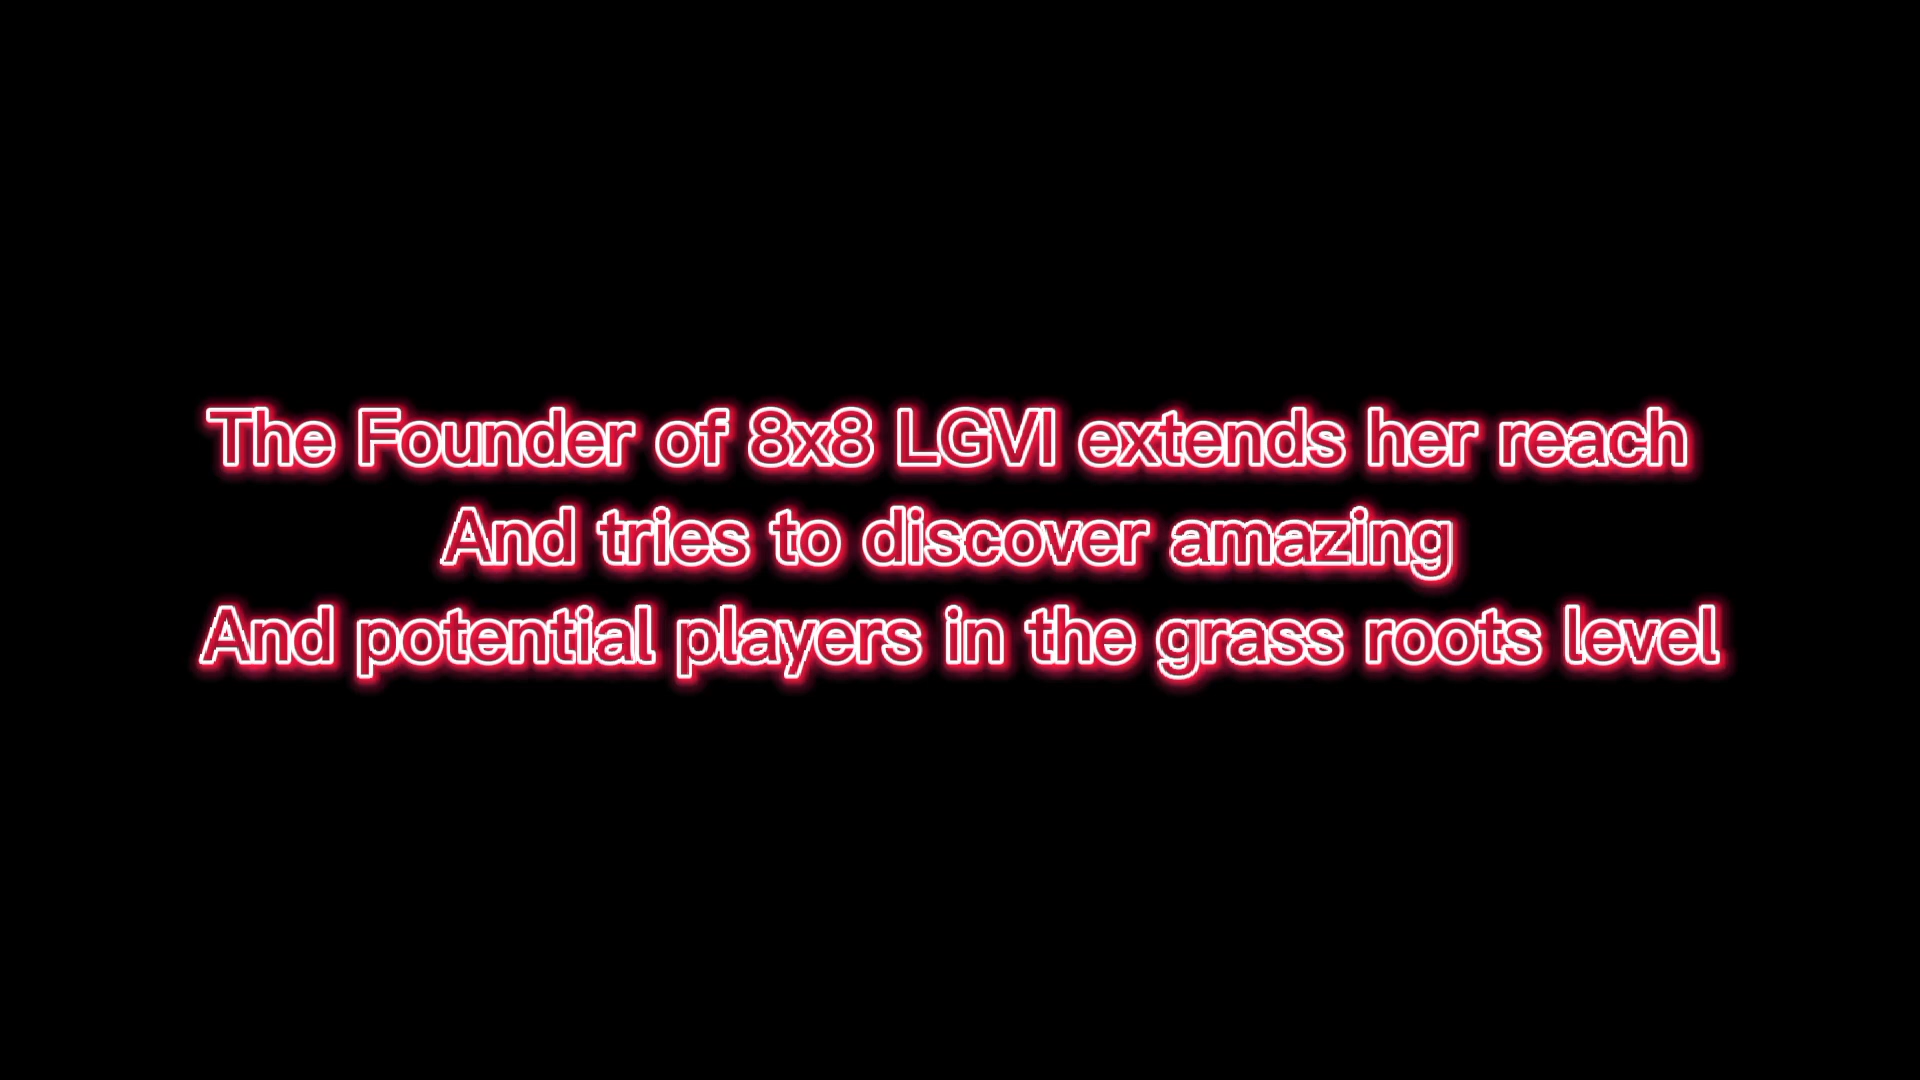 The Founder of 8x8 LGVI extends her reach
And tries to discover amazing
And potential players in the grass roots level